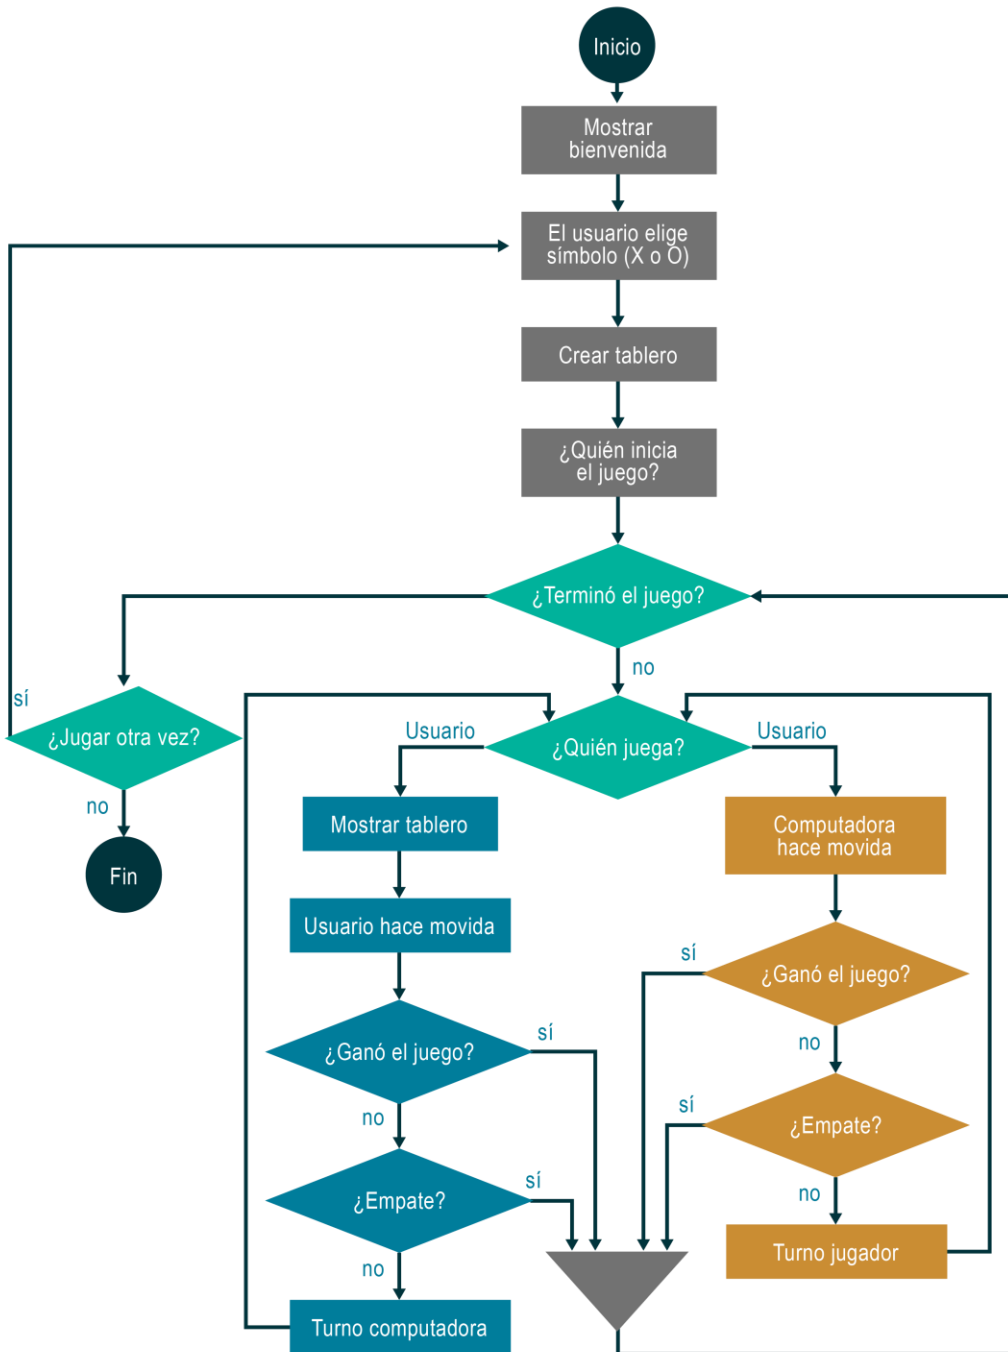 Inicio
Mostrar
bienvenida
El usuario elige
símbolo (X o O)
Crear tablero
¿Quién inicia
el juego?
¿Terminó el juego?
no
sí
¿Jugar otra vez?
no
Fin
Usuario
¿Quién juega?
Usuario
Mostrar tablero
Usuario hace movida
¿Ganó el juego?
sí
no
¿Empate?
sí
no
Turno computadora
Computadora
hace movida
sí
¿Ganó el juego?
no
sí
¿Empate?
no
Turno jugador